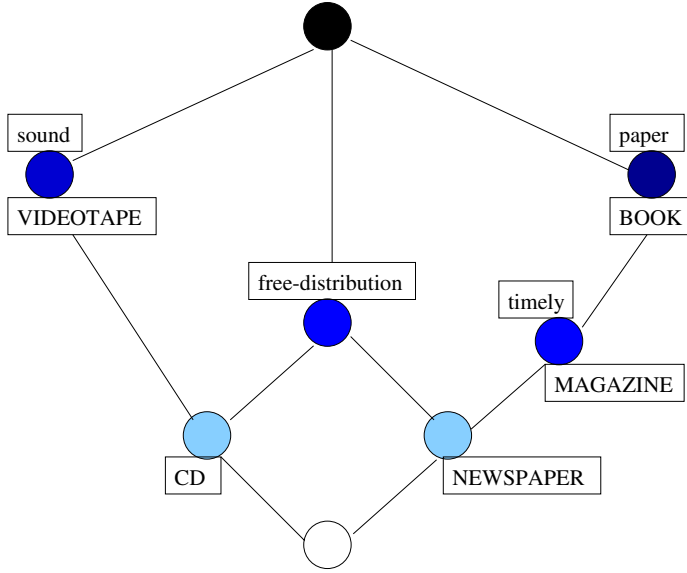 sound
paper
VIDEOTAPE
BOOK
free-distribution
timely
MAGAZINE
CD
NEWSPAPER